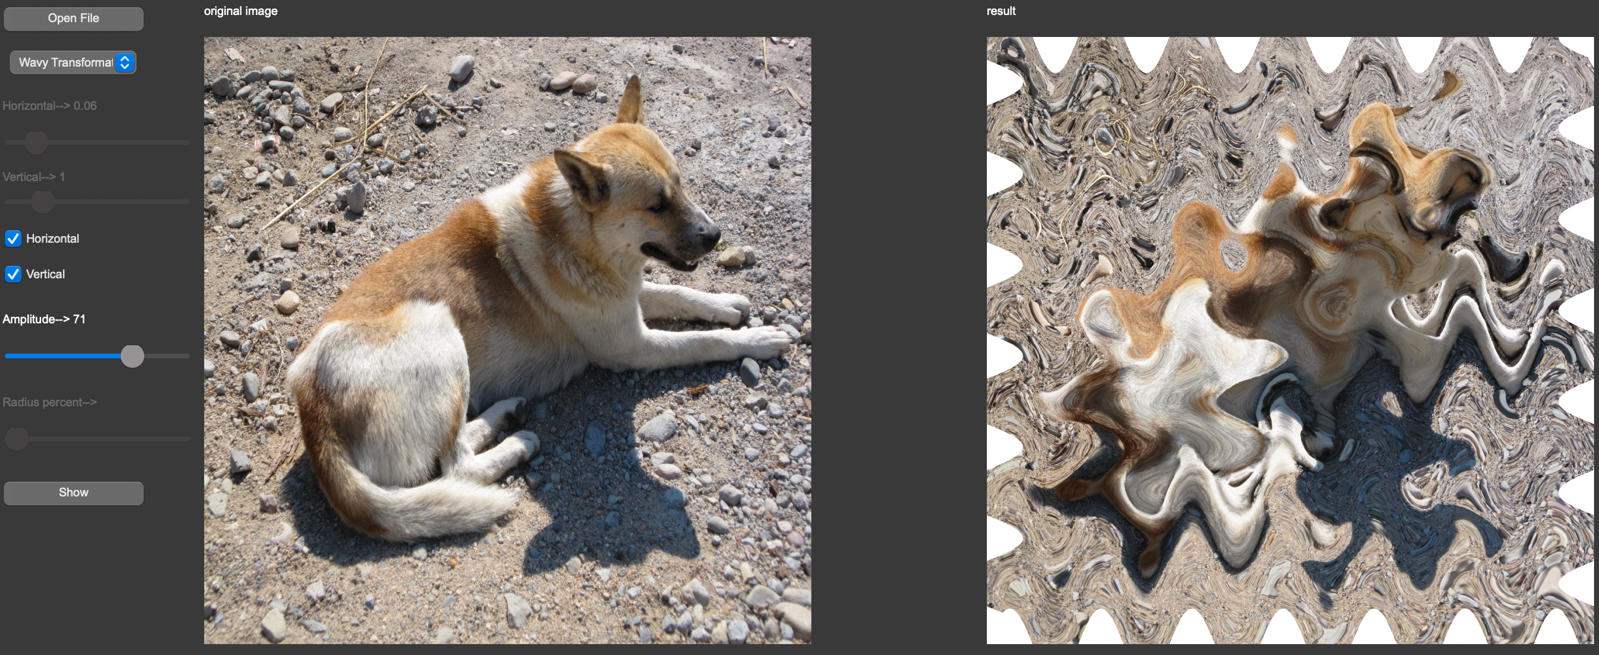 Open File
original image
result
Wavy Transformat
Horizontal--> 0.06
Vertical--> 1
Horizontal
Vertical
Amplitude--> 71
Radius percent-->
Show